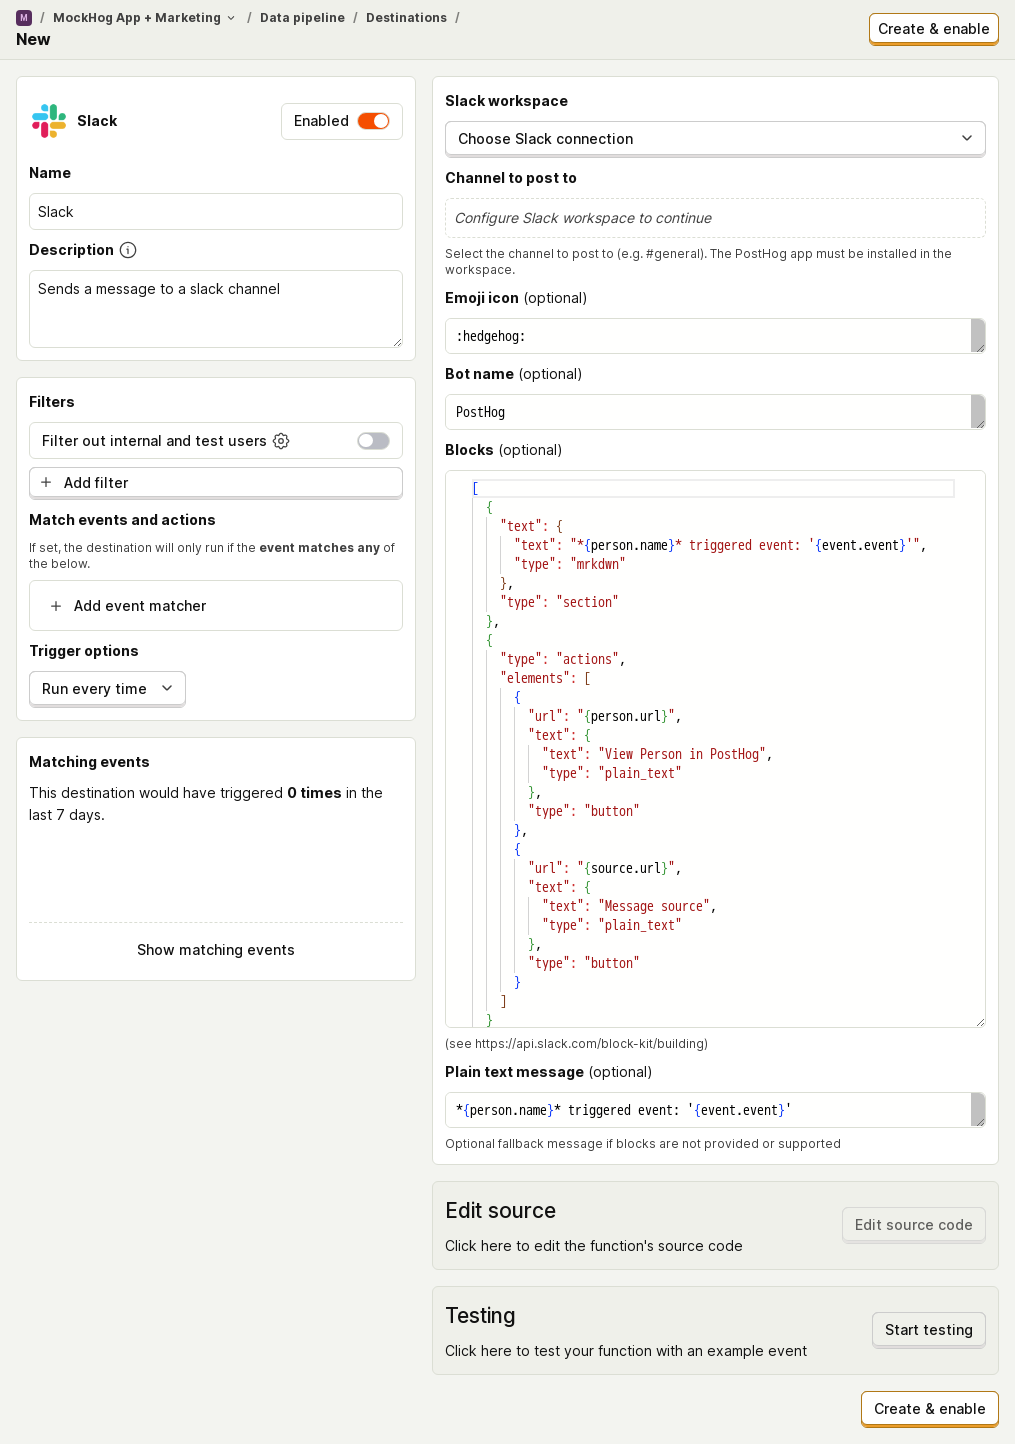 M / MockHog App + Marketing / Data pipeline / Destinations /
New
Create & enable
Slack
Enabled
Name
Slack
Description
Sends a message to a slack channel
Filters
Filter out internal and test users
Add filter
Match events and actions
If set, the destination will only run if the event matches any of
the below.
Add event matcher
Trigger options
Run every time
Matching events
This destination would have triggered 0 times in the
last 7 days.
Show matching events
Slack workspace
Choose Slack connection
Channel to post to
Configure Slack workspace to continue
Select the channel to post to (e.g. #general). The PostHog app must be installed in the
workspace.
Emoji icon (optional)
:hedgehog:
Bot name (optional)
PostHog
Blocks (optional)
[
  {
    "text": {
      "text": "*{person.name}* triggered event: '{event.event}'",
      "type": "mrkdwn"
    },
    "type": "section"
  },
  {
    "type": "actions",
    "elements": [
      {
        "url": "{person.url}",
        "text": {
          "text": "View Person in PostHog",
          "type": "plain_text"
        },
        "type": "button"
      },
      {
        "url": "{source.url}",
        "text": {
          "text": "Message source",
          "type": "plain_text"
        },
        "type": "button"
      }
    ]
  }
(see https://api.slack.com/block-kit/building)
Plain text message (optional)
*{person.name}* triggered event: '{event.event}'
Optional fallback message if blocks are not provided or supported
Edit source
Click here to edit the function's source code
Edit source code
Testing
Click here to test your function with an example event
Start testing
Create & enable